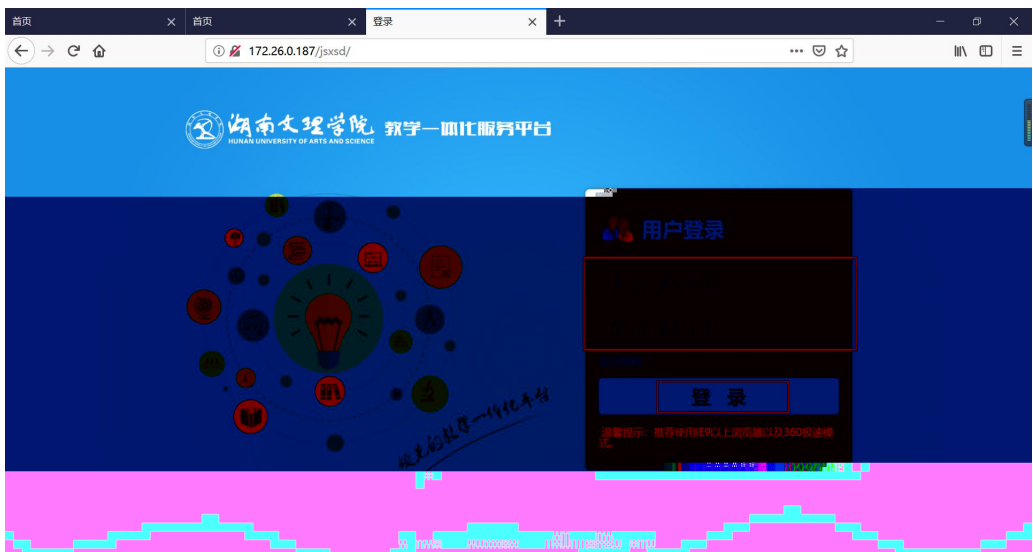 首页
首页
登录
172.26.0.187/jsxsd/
湖南文理学院 教学一体化服务平台
HUNAN UNIVERSITY OF ARTS AND SCIENCE
用户登录
登 录
温馨提示：推荐使用IE9以上浏览器以及360极速模
式。